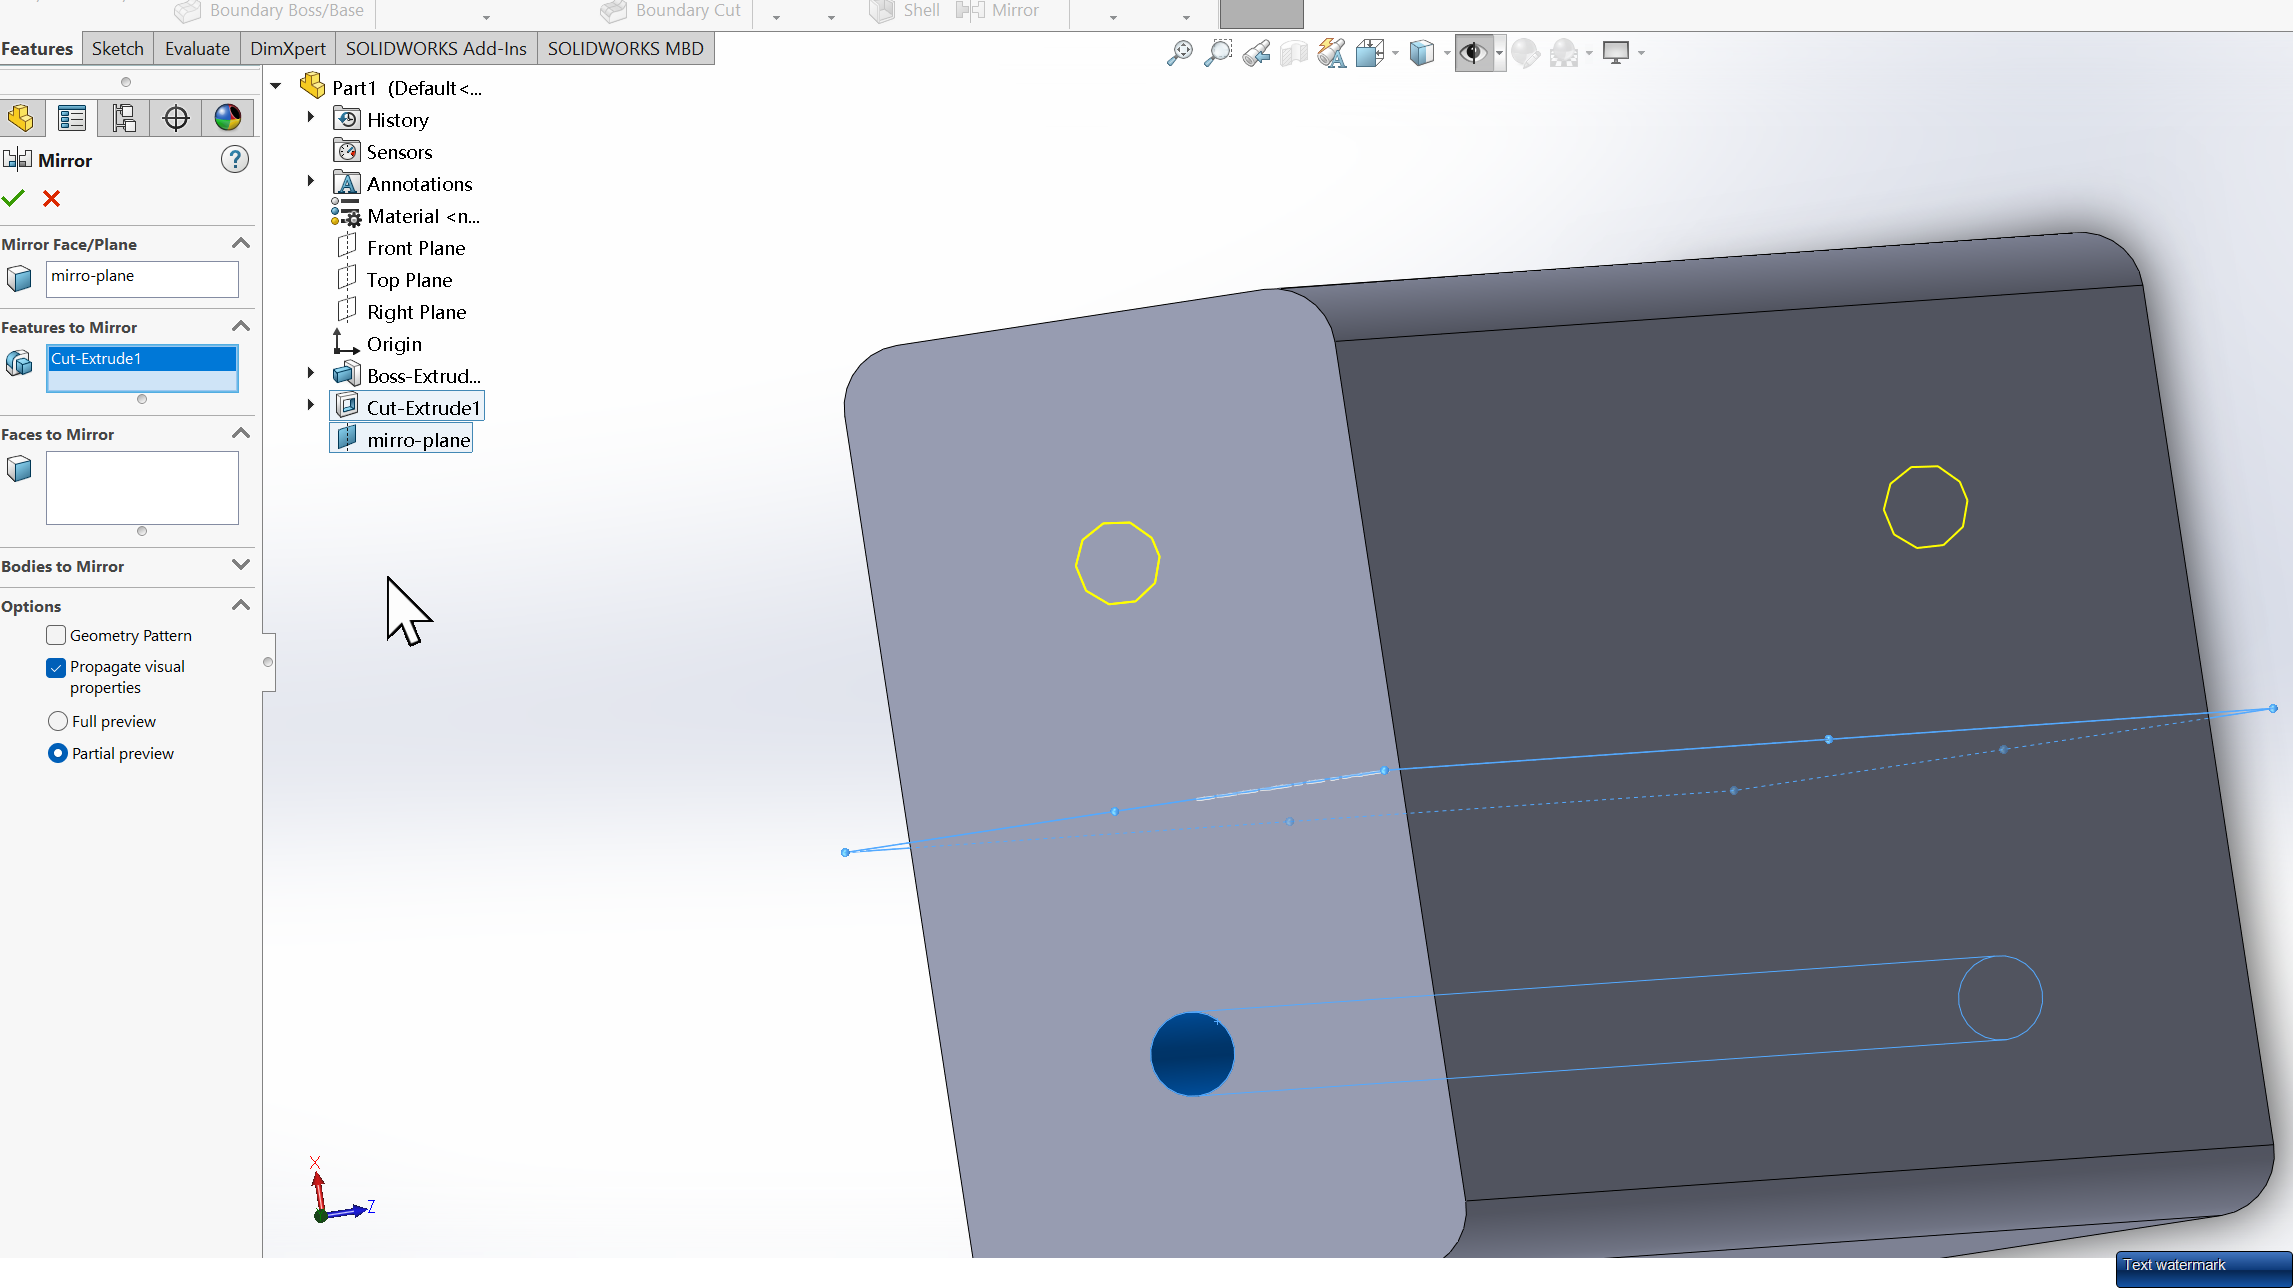 Boundary Boss/Base
Boundary Cut
Shell
Mirror
Features
Sketch
Evaluate
DimXpert
SOLIDWORKS Add-Ins
SOLIDWORKS MBD
Mirror
?
Mirror Face/Plane
mirro-plane
Features to Mirror
Cut-Extrude1
Faces to Mirror
Bodies to Mirror
Options
Geometry Pattern
Propagate visual
properties
Full preview
Partial preview
Part1 (Default<...
History
Sensors
Annotations
Material <n...
Front Plane
Top Plane
Right Plane
Origin
Boss-Extrud...
Cut-Extrude1
mirro-plane
X
Z
Text watermark